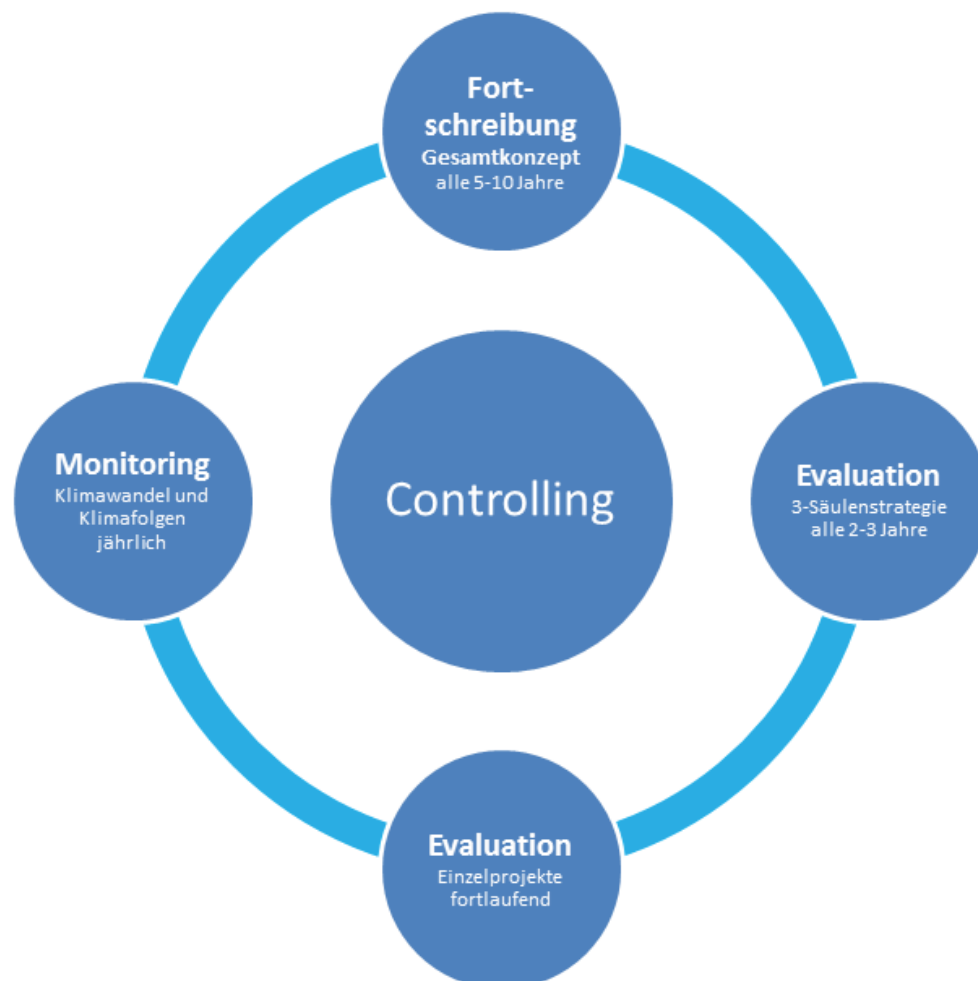 Fort-
schreibung
Gesamtkonzept
alle 5-10 Jahre
Monitoring
Klimawandel und
Klimafolgen
jährlich
Controlling
Evaluation
3-Säulenstrategie
alle 2-3 Jahre
Evaluation
Einzelprojekte
fortlaufend